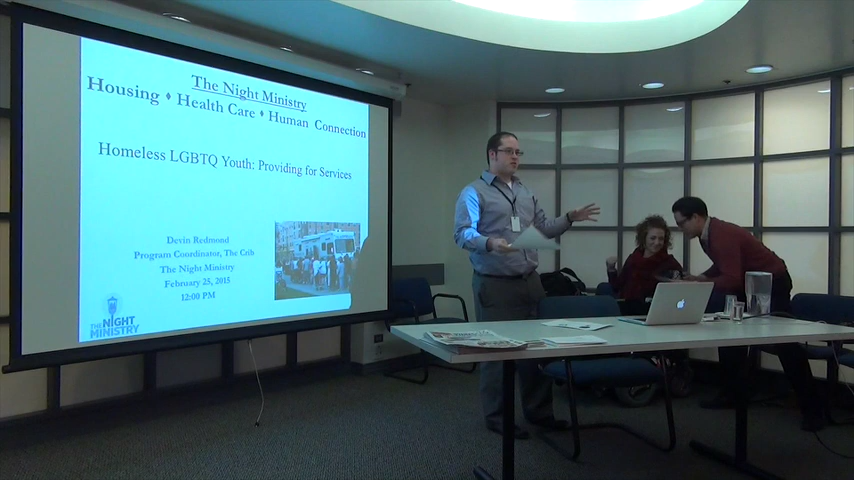 The Night Ministry
Housing ♦ Health Care ♦ Human Connection
Homeless LGBTQ Youth: Providing for Services
Devin Redmond
Program Coordinator, The Crib
The Night Ministry
February 25, 2015
12:00 PM
THE NIGHT
MINISTRY